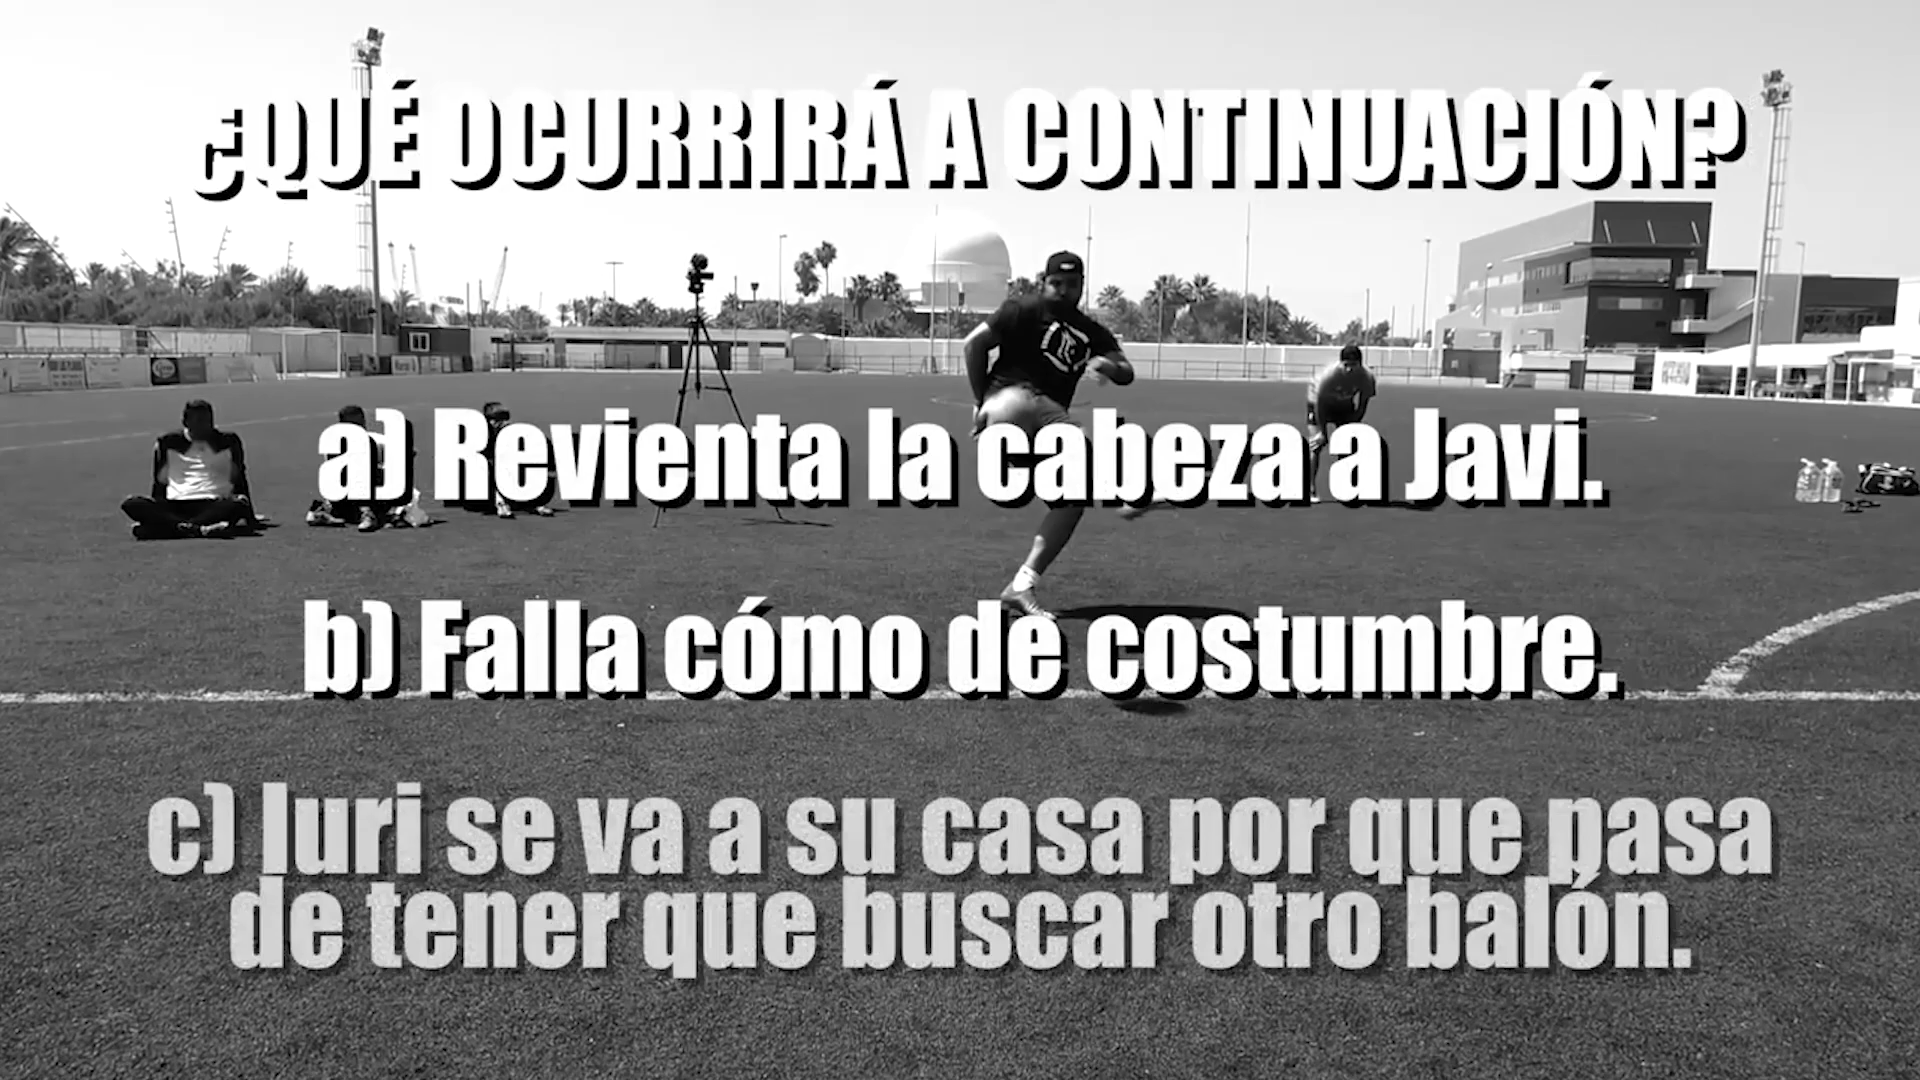 ¿QUÉ OCURRIRÁ A CONTINUACIÓN?
a) Revienta la cabeza a Javi.
b) Falla cómo de costumbre.
c) Iuri se va a su casa por que pasa
de tener que buscar otro balón.